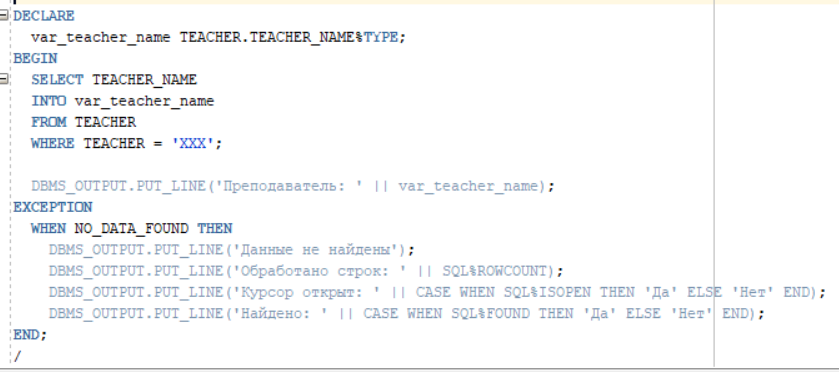 DECLARE
var_teacher_name TEACHER.TEACHER_NAME%TYPE;
BEGIN
SELECT TEACHER_NAME
INTO var_teacher_name
FROM TEACHER
WHERE TEACHER = 'XXX';
DBMS_OUTPUT.PUT_LINE('Преподаватель: ' || var_teacher_name);
EXCEPTION
WHEN NO_DATA_FOUND THEN
DBMS_OUTPUT.PUT_LINE('Данные не найдены');
DBMS_OUTPUT.PUT_LINE('Обработано строк: ' || SQL%ROWCOUNT);
DBMS_OUTPUT.PUT_LINE('Курсор открыт: ' || CASE WHEN SQL%ISOPEN THEN 'Да' ELSE 'Нет' END);
DBMS_OUTPUT.PUT_LINE('Найдено: ' || CASE WHEN SQL%FOUND THEN 'Да' ELSE 'Нет' END);
END;
/